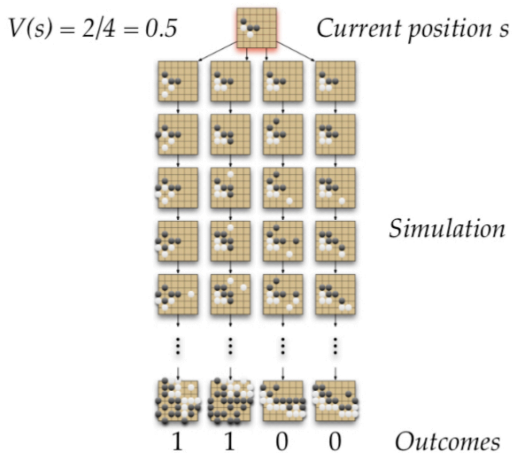 V(s) = 2/4 = 0.5
Current position s
Simulation
1 1 0 0
Outcomes